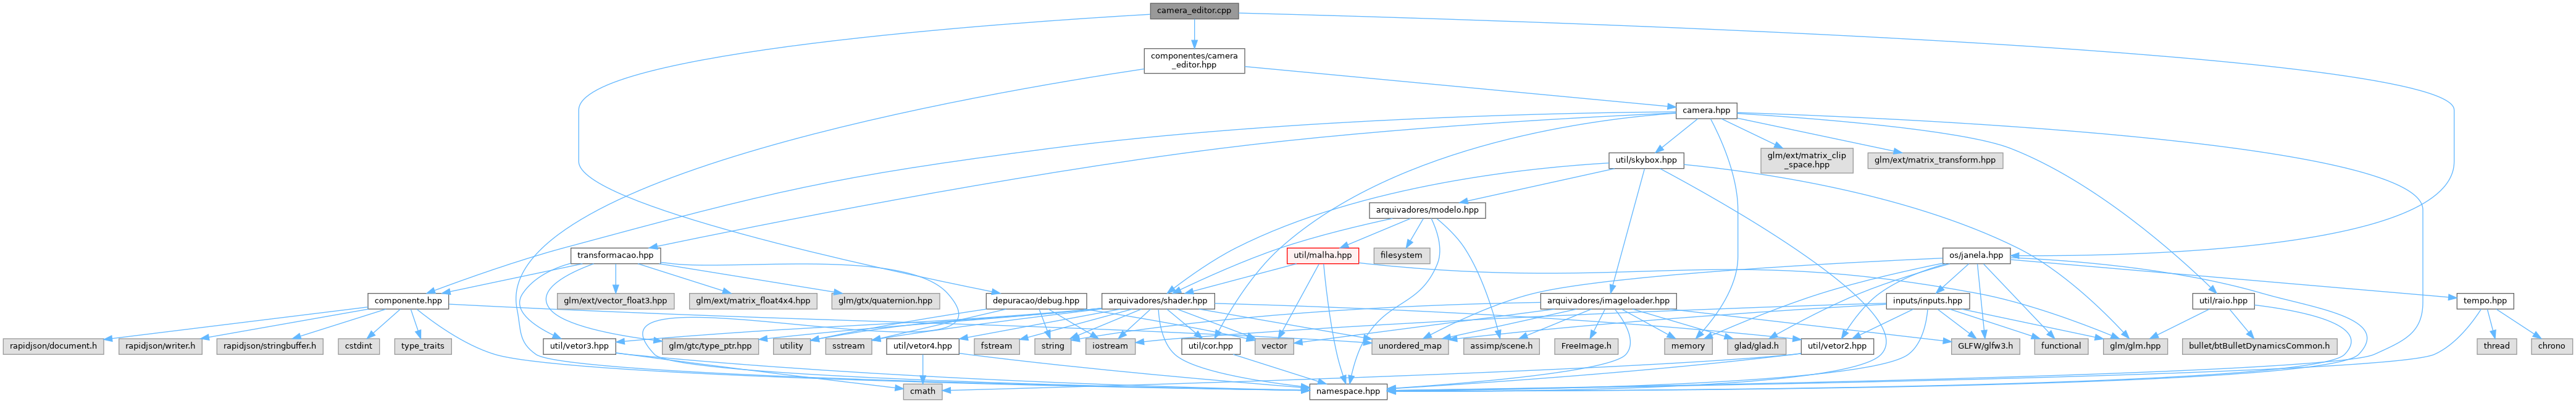 camera_editor.cpp
componentes/camera
_editor.hpp
camera.hpp
util/skybox.hpp
glm/ext/matrix_clip
_space.hpp
glm/ext/matrix_transform.hpp
arquivadores/modelo.hpp
transformacao.hpp
util/malha.hpp
filesystem
os/janela.hpp
componente.hpp
glm/ext/vector_float3.hpp
glm/ext/matrix_float4x4.hpp
glm/gtx/quaternion.hpp
depuracao/debug.hpp
arquivadores/shader.hpp
arquivadores/imageloader.hpp
inputs/inputs.hpp
util/raio.hpp
tempo.hpp
rapidjson/document.h
rapidjson/writer.h
rapidjson/stringbuffer.h
cstdint
type_traits
util/vetor3.hpp
glm/gtc/type_ptr.hpp
utility
sstream
util/vetor4.hpp
fstream
string
iostream
util/cor.hpp
vector
unordered_map
assimp/scene.h
FreeImage.h
memory
glad/glad.h
util/vetor2.hpp
GLFW/glfw3.h
functional
glm/glm.hpp
bullet/btBulletDynamicsCommon.h
thread
chrono
cmath
namespace.hpp